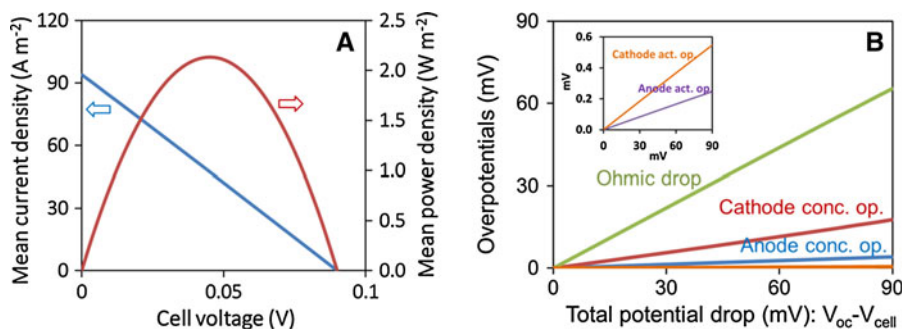 A
Mean current density (A m⁻²)
120
90
60
30
0
Mean power density (W m⁻²)
2.5
2.0
1.5
1.0
0.5
0.0
0
0.05
0.1
Cell voltage (V)
B
Overpotentials (mV)
90
60
30
0
mV
0.6
0.4
0.2
0.0
Cathode act. op.
Anode act. op.
0
30
60
90
mV
Ohmic drop
Cathode conc. op.
Anode conc. op.
0
30
60
90
Total potential drop (mV): Voc-Vcell